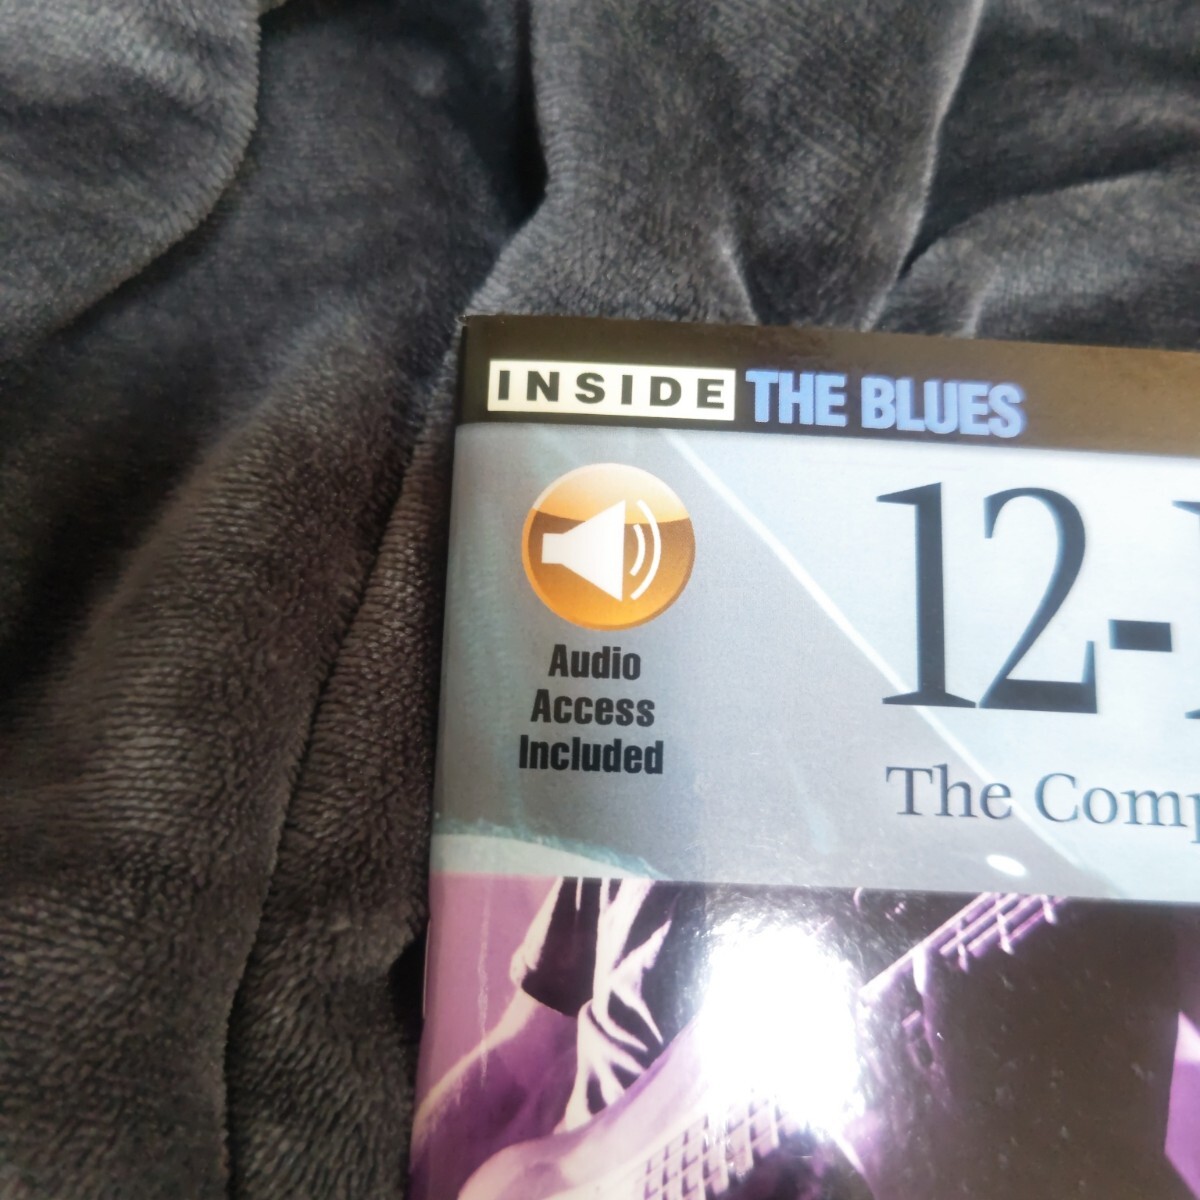 INSIDE THE BLUES
Audio
Access
Included
12-
The Comp